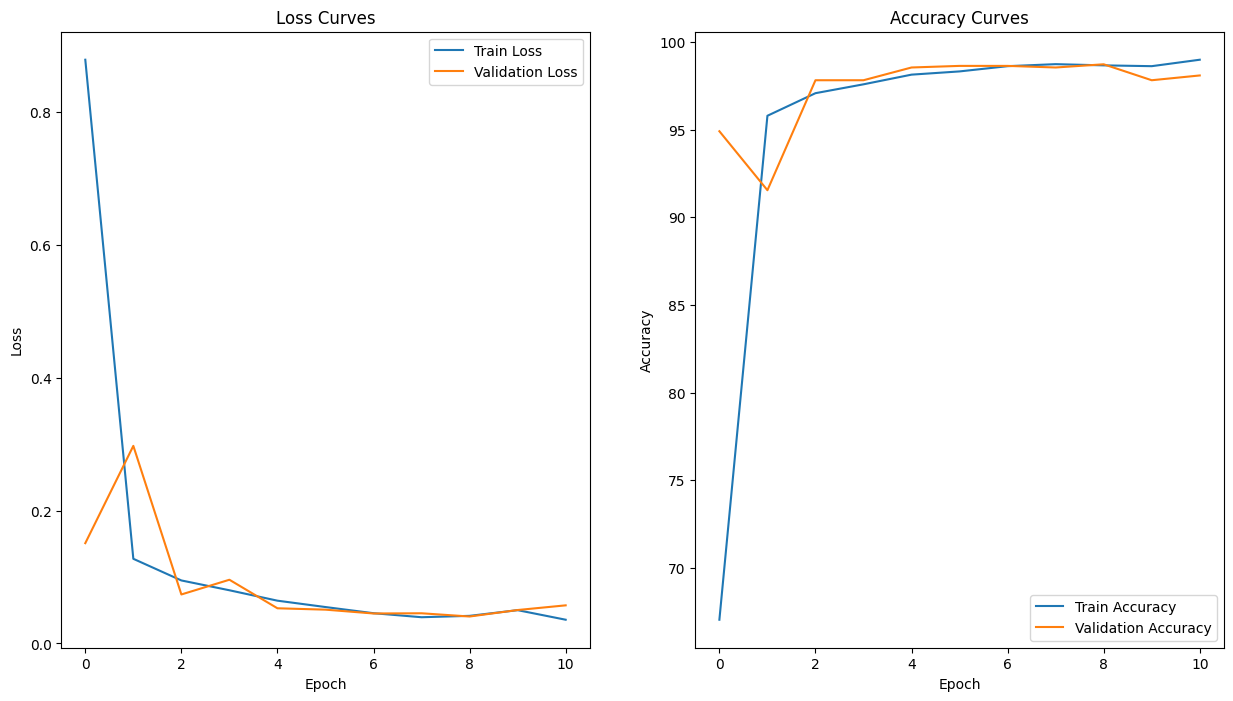 Loss Curves
Train Loss
Validation Loss
0.8
0.6
0.4
0.2
0.0
Loss
0 2 4 6 8 10
Epoch
Accuracy Curves
100
95
90
85
80
75
70
Accuracy
Train Accuracy
Validation Accuracy
0 2 4 6 8 10
Epoch